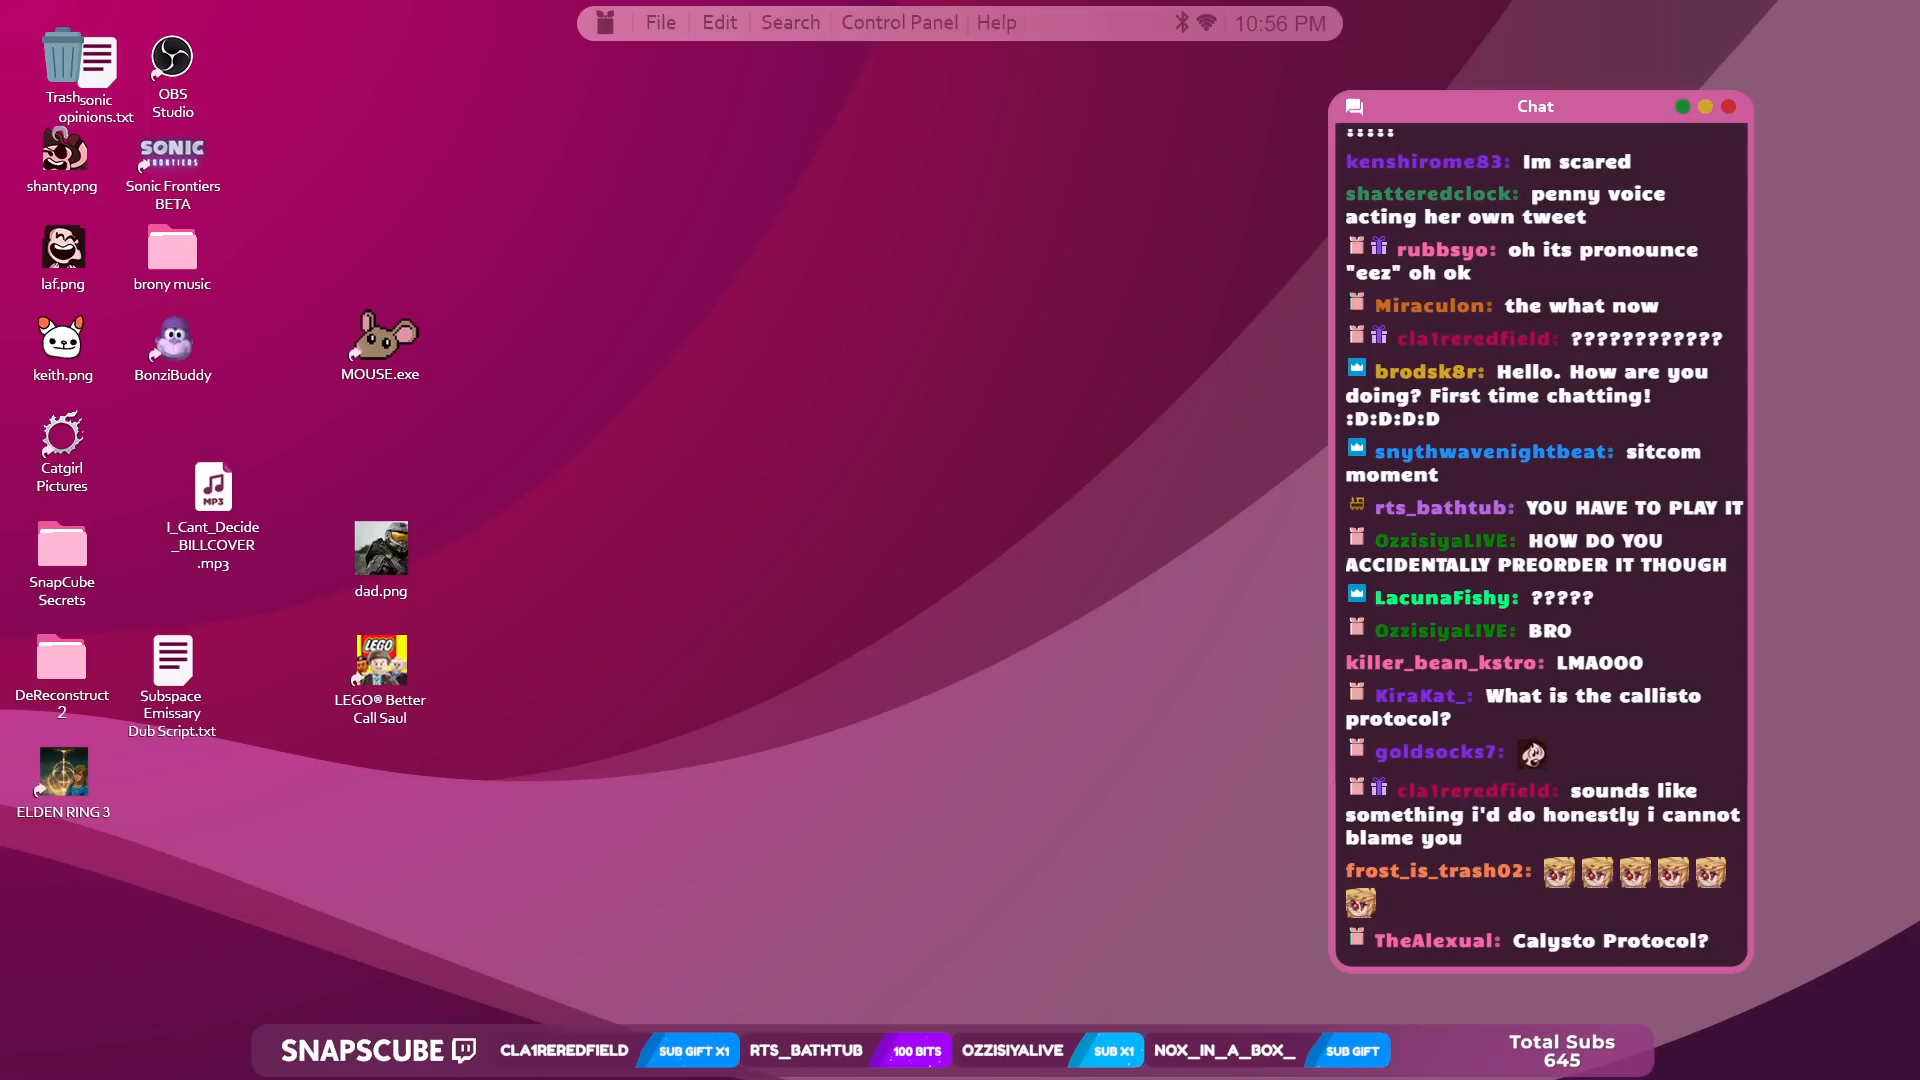 File
Edit
Search
Control Panel
Help
10:56 PM
Trash
sonic
opinions.txt
OBS
Studio
shanty.png
SONIC
FRONTIERS
Sonic Frontiers
BETA
laf.png
brony music
keith.png
BonziBuddy
MOUSE.exe
Catgirl
Pictures
MP3
I_Cant_Decide
_BILLCOVER
.mp3
dad.png
SnapCube
Secrets
DeReconstruct
2
Subspace
Emissary
Dub Script.txt
LEGO
LEGO® Better
Call Saul
ELDEN RING 3
Chat
kenshirome83: Im scared
shatteredclock: penny voice
acting her own tweet
rubbsyo: oh its pronounce
"eez" oh ok
Miraculon: the what now
cla1reredfield: ????????????
brodsk8r: Hello. How are you
doing? First time chatting!
:D:D:D:D
snythwavenightbeat: sitcom
moment
rts_bathtub: YOU HAVE TO PLAY IT
OzzisiyaLIVE: HOW DO YOU
ACCIDENTALLY PREORDER IT THOUGH
LacunaFishy: ?????
OzzisiyaLIVE: BRO
killer_bean_kstro: LMAOOO
KiraKat_: What is the callisto
protocol?
goldsocks7:
cla1reredfield: sounds like
something i'd do honestly i cannot
blame you
frost_is_trash02:
TheAlexual: Calysto Protocol?
SNAPSCUBE
CLA1REREDFIELD
SUB GIFT X1
RTS_BATHTUB
100 BITS
OZZISIYALIVE
SUB X1
NOX_IN_A_BOX_
SUB GIFT
Total Subs
645